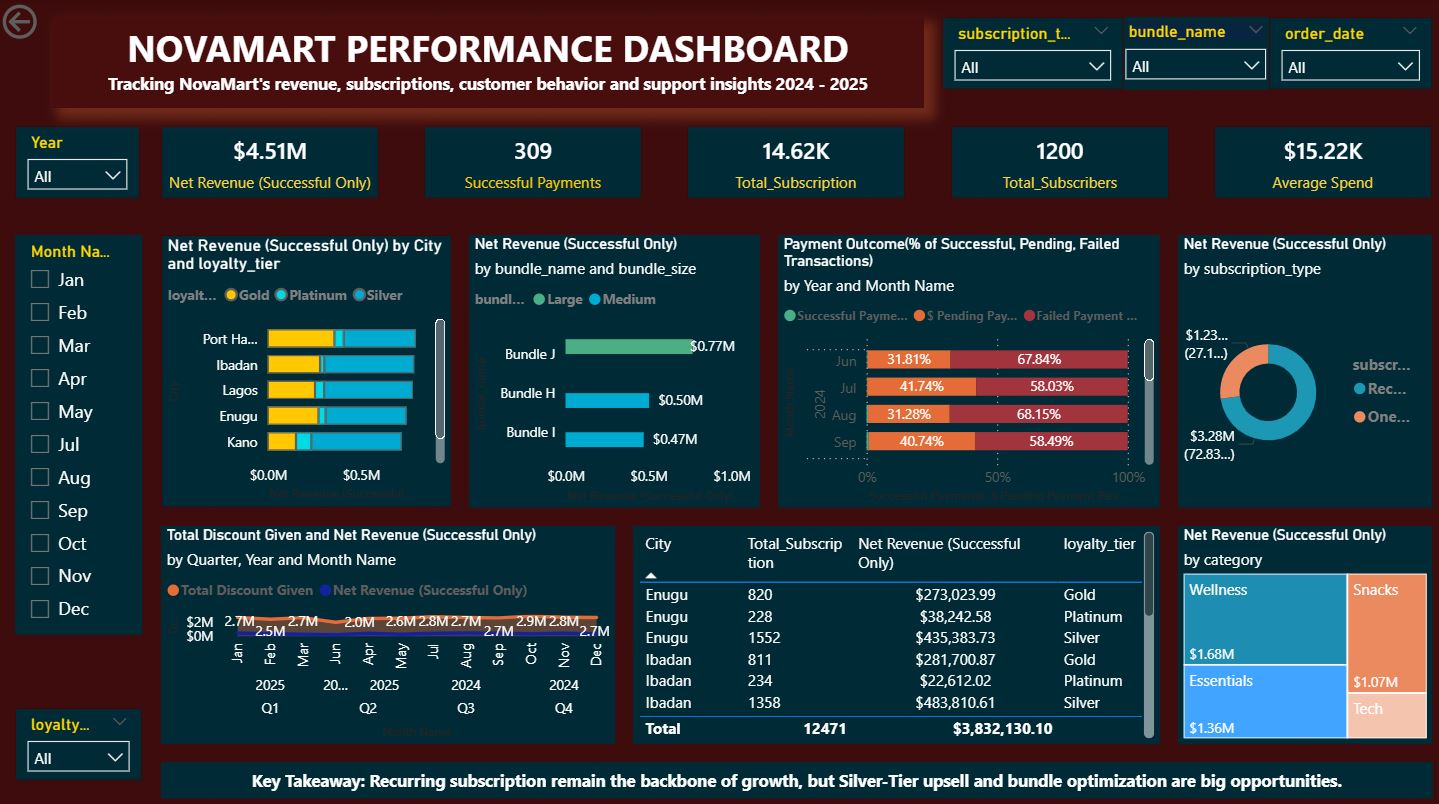 NOVAMART PERFORMANCE DASHBOARD
Tracking NovaMart's revenue, subscriptions, customer behavior and support insights 2024 - 2025
subscription_t...
All
bundle_name
All
order_date
All
Year
All
$4.51M
Net Revenue (Successful Only)
309
Successful Payments
14.62K
Total_Subscription
1200
Total_Subscribers
$15.22K
Average Spend
Month Na...
Jan
Feb
Mar
Apr
May
Jul
Aug
Sep
Oct
Nov
Dec
loyalty...
All
Net Revenue (Successful Only) by City
and loyalty_tier
loyalt... Gold Platinum Silver
Port Ha...
Ibadan
Lagos
Enugu
Kano
City
$0.0M $0.5M
Net Revenue (Successful Only)
by bundle_name and bundle_size
bundl... Large Medium
Bundle J $0.77M
Bundle H $0.50M
Bundle I $0.47M
$0.0M $0.5M $1.0M
Net Revenue (Successful Only)
Payment Outcome(% of Successful, Pending, Failed
Transactions)
by Year and Month Name
Successful Payme... $ Pending Pay... Failed Payment ...
2024
Jun 31.81% 67.84%
Jul 41.74% 58.03%
Aug 31.28% 68.15%
Sep 40.74% 58.49%
0% 50% 100%
Net Revenue (Successful Only)
by subscription_type
$1.23...
(27.1...)
$3.28M
(72.83...)
subscr...
Rec...
One...
Total Discount Given and Net Revenue (Successful Only)
by Quarter, Year and Month Name
Total Discount Given Net Revenue (Successful Only)
$2M
$0M
2.7M 2.5M 2.7M 2.0M 2.6M 2.8M 2.7M 2.7M 2.9M 2.8M 2.7M
Jan Feb Mar Jun Apr May Jul Aug Sep Oct Nov Dec
2025 20... 2025 2024 2024
Q1 Q2 Q3 Q4
Month Name
City Total_Subscrip Net Revenue (Successful loyalty_tier
tion Only)
Enugu 820 $273,023.99 Gold
Enugu 228 $38,242.58 Platinum
Enugu 1552 $435,383.73 Silver
Ibadan 811 $281,700.87 Gold
Ibadan 234 $22,612.02 Platinum
Ibadan 1358 $483,810.61 Silver
Total 12471 $3,832,130.10
Net Revenue (Successful Only)
by category
Wellness
$1.68M
Essentials
$1.36M
Snacks
$1.07M
Tech
Key Takeaway: Recurring subscription remain the backbone of growth, but Silver-Tier upsell and bundle optimization are big opportunities.